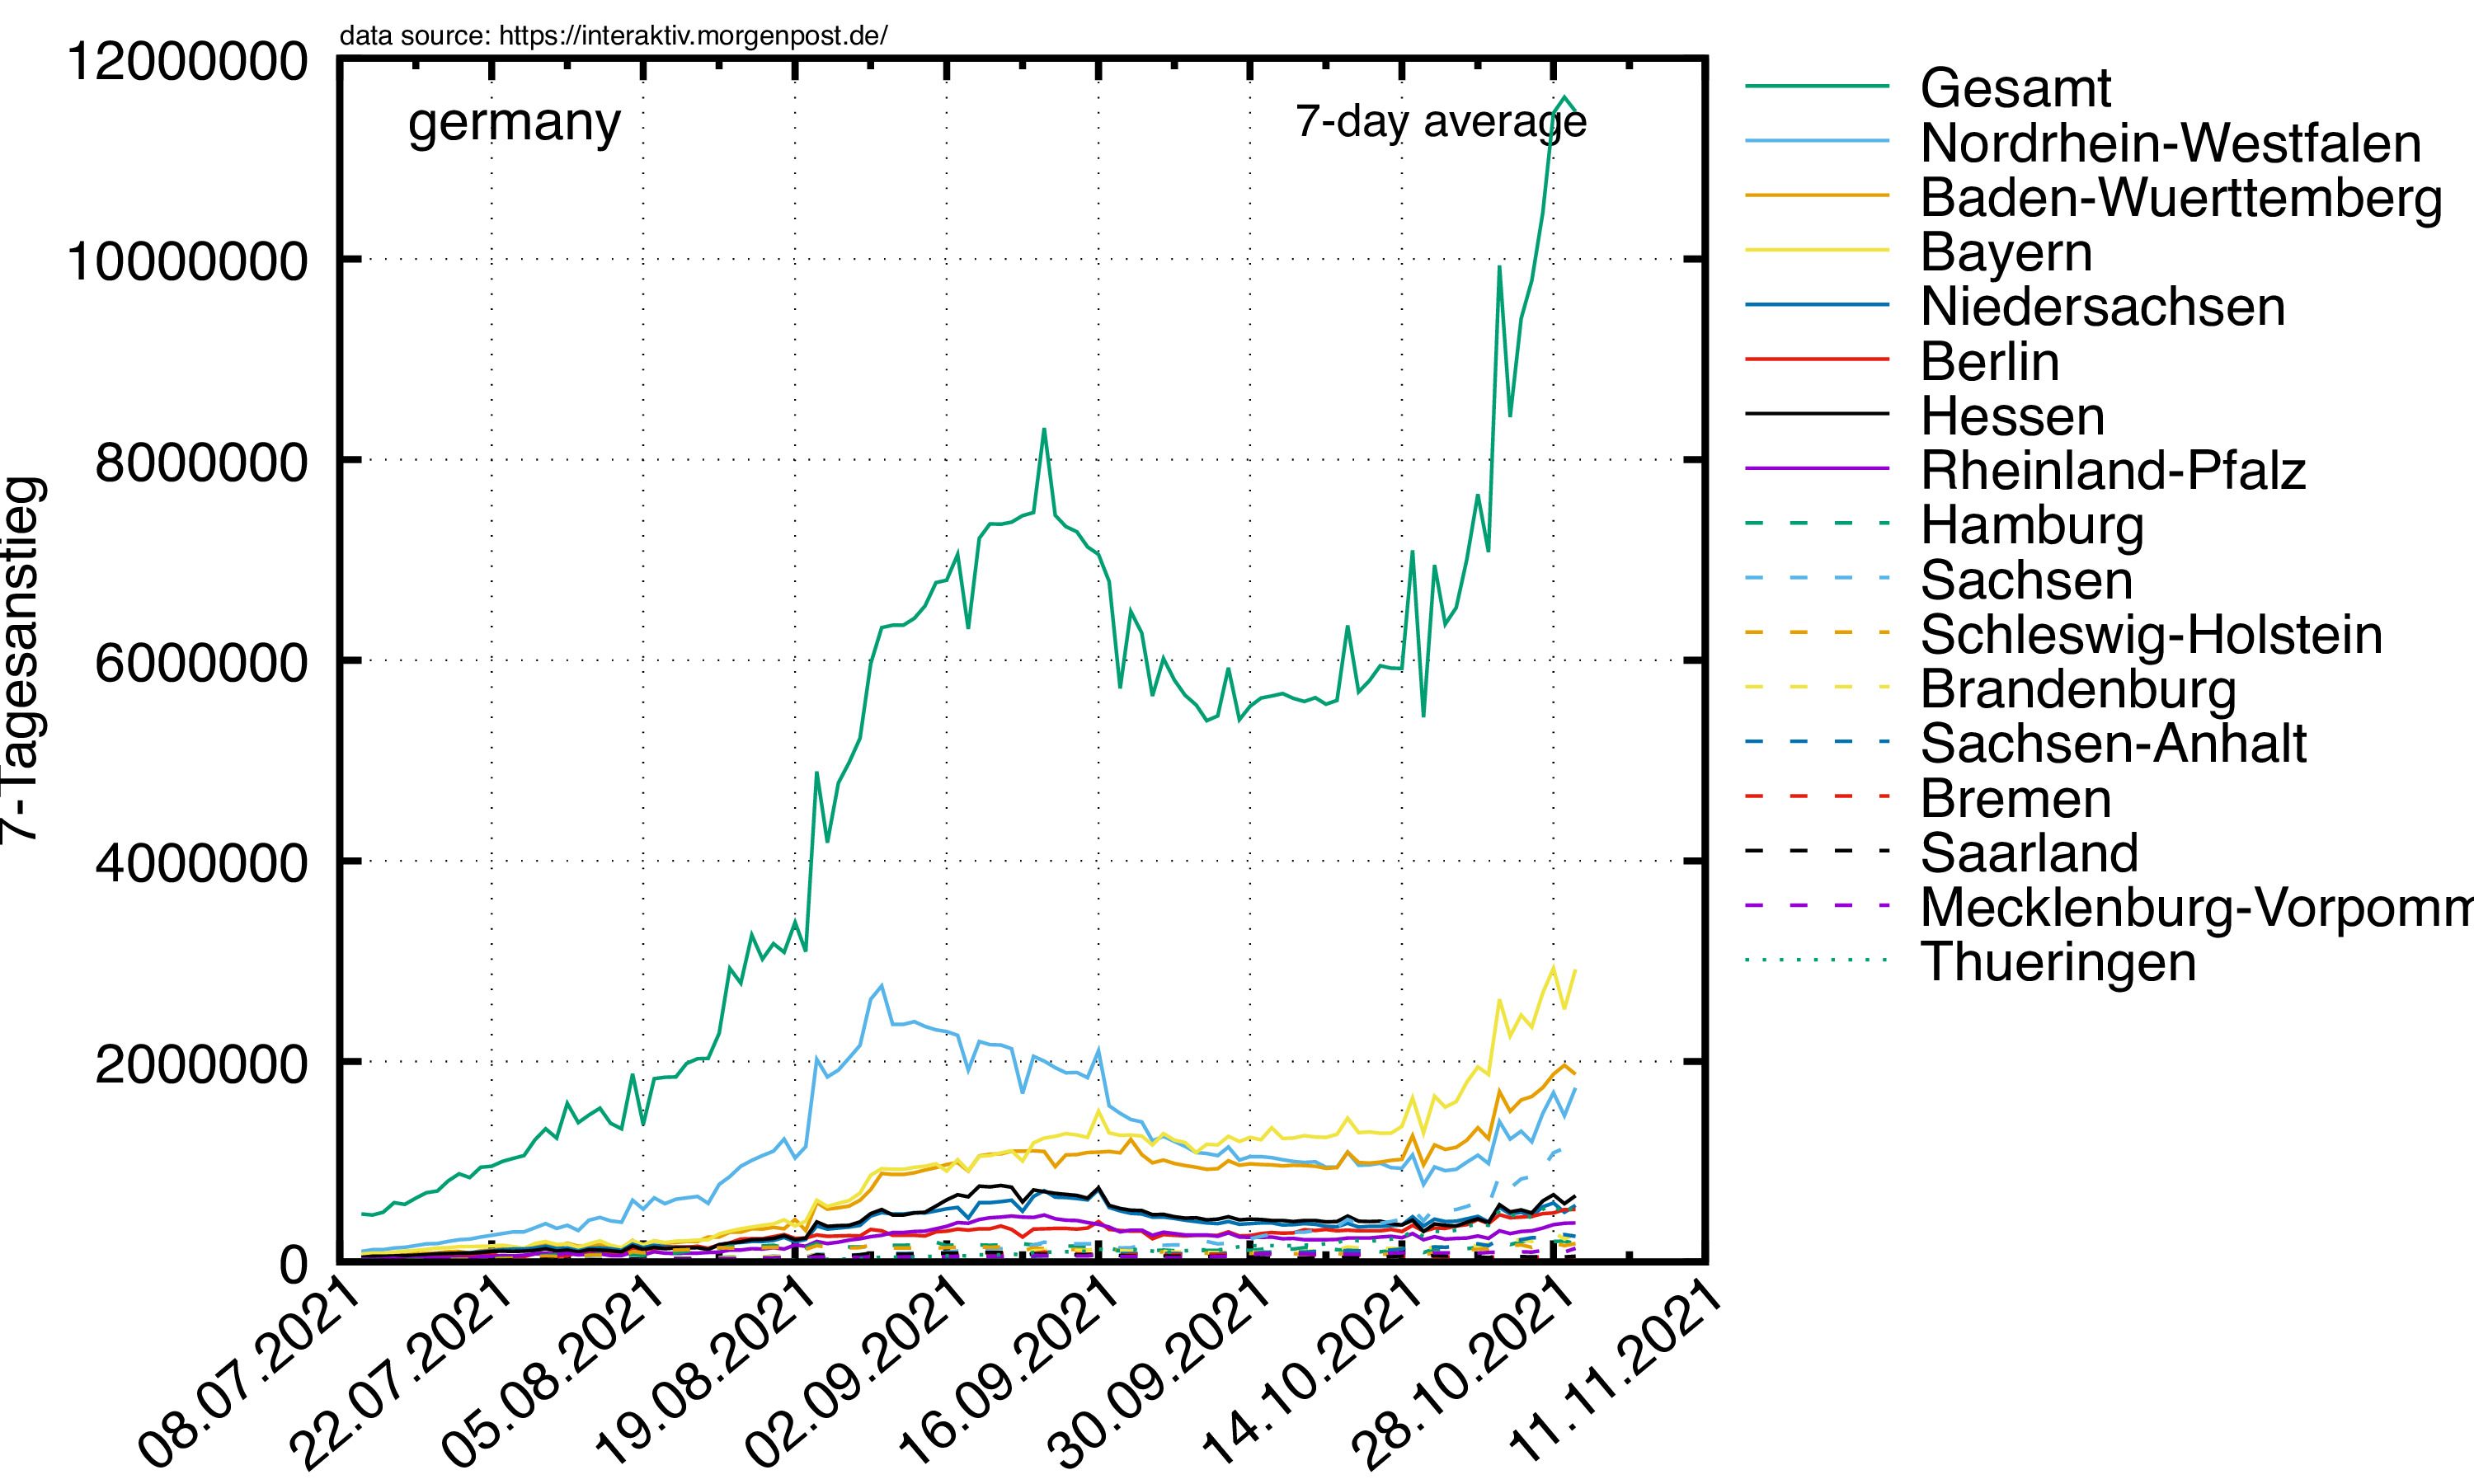 data source: https://interaktiv.morgenpost.de/
germany
7-day average
7-Tagesanstieg
12000000
10000000
8000000
6000000
4000000
2000000
0
08.07.2021
22.07.2021
05.08.2021
19.08.2021
02.09.2021
16.09.2021
30.09.2021
14.10.2021
28.10.2021
11.11.2021
Gesamt
Nordrhein-Westfalen
Baden-Wuerttemberg
Bayern
Niedersachsen
Berlin
Hessen
Rheinland-Pfalz
Hamburg
Sachsen
Schleswig-Holstein
Brandenburg
Sachsen-Anhalt
Bremen
Saarland
Mecklenburg-Vorpomm
Thueringen